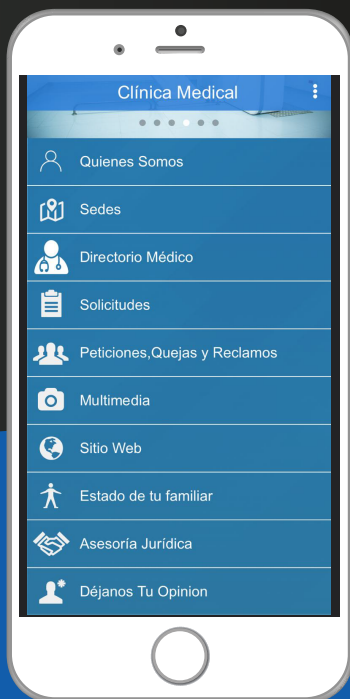 Clínica Medical
Quienes Somos
Sedes
Directorio Médico
Solicitudes
Peticiones,Quejas y Reclamos
Multimedia
Sitio Web
Estado de tu familiar
Asesoría Jurídica
Déjanos Tu Opinion